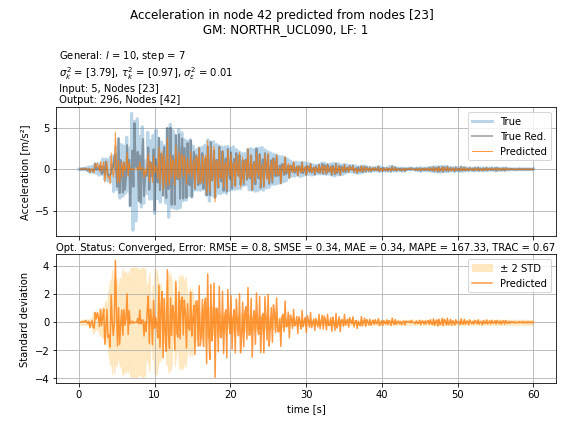 Acceleration in node 42 predicted from nodes [23]
GM: NORTHR_UCL090, LF: 1
General: l = 10, step = 7
σ²ₖ = [3.79], τ²ₖ = [0.97], σ²ε = 0.01
Input: 5, Nodes [23]
Output: 296, Nodes [42]
Acceleration [m/s²]
5
0
−5
True
True Red.
Predicted
Opt. Status: Converged, Error: RMSE = 0.8, SMSE = 0.34, MAE = 0.34, MAPE = 167.33, TRAC = 0.67
Standard deviation
4
2
0
−2
−4
± 2 STD
Predicted
0 10 20 30 40 50 60
time [s]